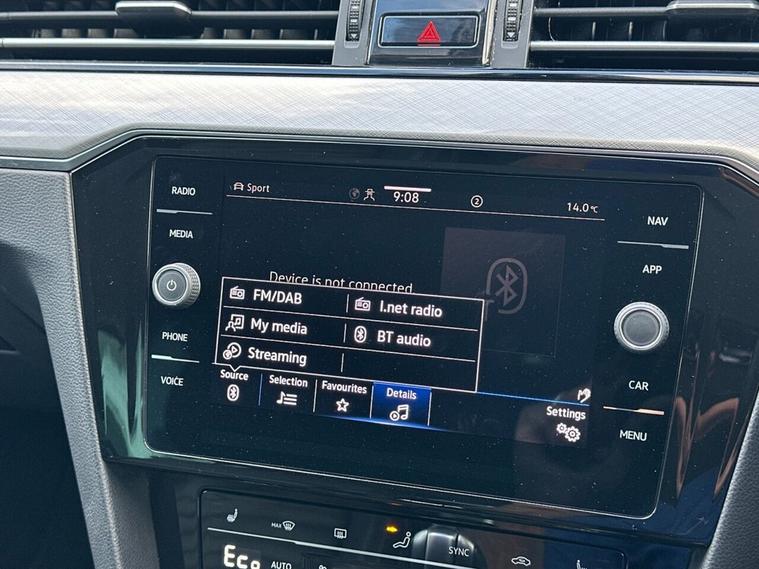 RADIO
MEDIA
PHONE
VOICE
Sport
9:08
2
14.0°C
Device is not connected
FM/DAB
I.net radio
My media
BT audio
Streaming
Source
Selection
Favourites
Details
Settings
NAV
APP
CAR
MENU
MAX
Eco
AUTO
SYNC